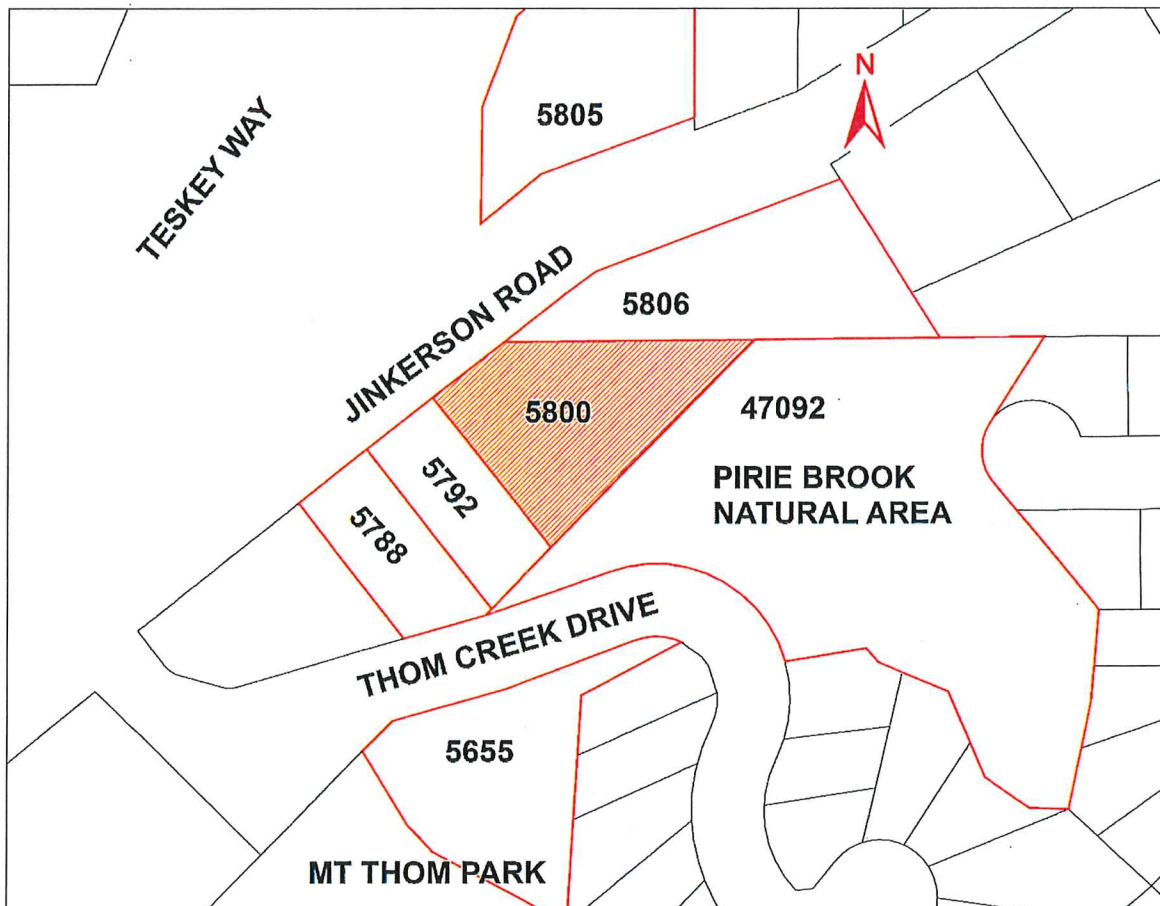 N
5805
TESKEY WAY
5806
JINKERSON ROAD
5800
47092
5792
PIRIE BROOK
NATURAL AREA
5788
THOM CREEK DRIVE
5655
MT THOM PARK